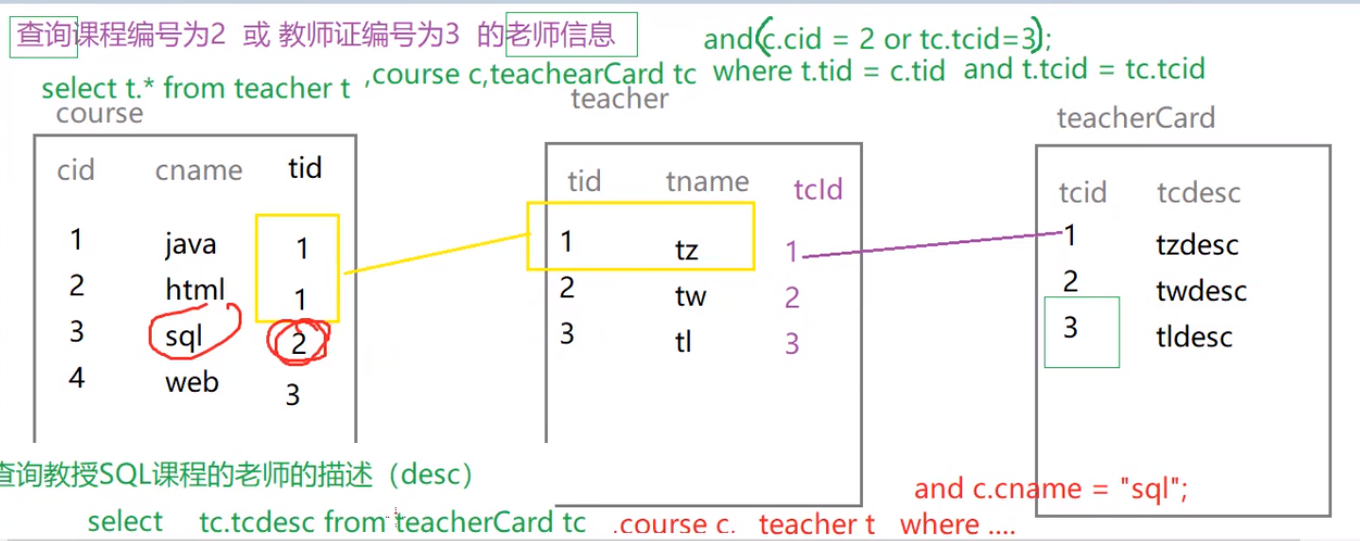 查询课程编号为2 或 教师证编号为3 的老师信息
and(c.cid = 2 or tc.tcid=3);
select t.* from teacher t ,course c,teachearCard tc where t.tid = c.tid and t.tcid = tc.tcid
course
cid cname tid
1 java 1
2 html 1
3 sql 2
4 web 3
teacher
tid tname tcId
1 tz 1
2 tw 2
3 tl 3
teacherCard
tcid tcdesc
1 tzdesc
2 twdesc
3 tldesc
查询教授SQL课程的老师的描述（desc）
and c.cname = "sql";
select tc.tcdesc from teacherCard tc ,course c, teacher t where ....